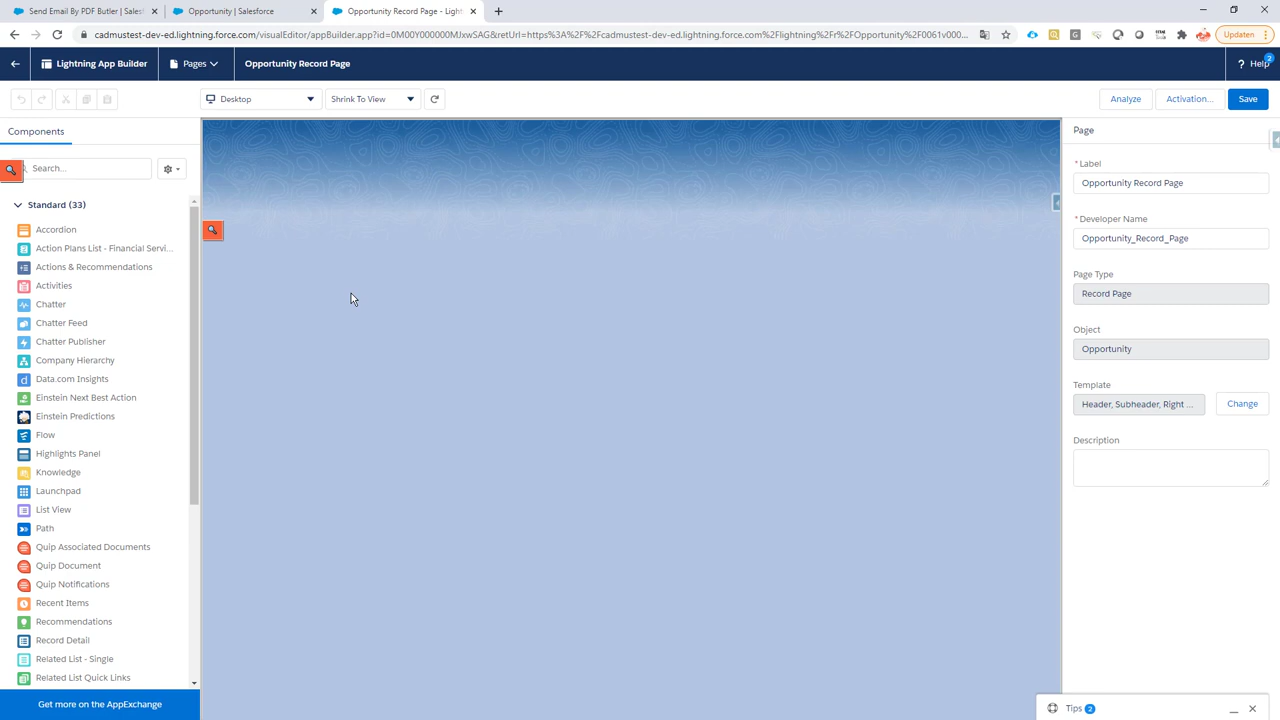 Send Email By PDF Butler | Sales
Opportunity | Salesforce
Opportunity Record Page - Light
cadmustest-dev-ed.lightning.force.com/visualEditor/appBuilder.app?id=0M00Y000000MJxwSAG&retUrl=https%3A%2F%2Fcadmustest-dev-ed.lightning.force.com%2Flightning%2Fr%2FOpportunity%2F0061v000...
Updaten
Lightning App Builder
Pages
Opportunity Record Page
? Help
2
Desktop
Shrink To View
Analyze
Activation...
Save
Components
Search...
Standard (33)
Accordion
Action Plans List - Financial Servi...
Actions & Recommendations
Activities
Chatter
Chatter Feed
Chatter Publisher
Company Hierarchy
Data.com Insights
Einstein Next Best Action
Einstein Predictions
Flow
Highlights Panel
Knowledge
Launchpad
List View
Path
Quip Associated Documents
Quip Document
Quip Notifications
Recent Items
Recommendations
Record Detail
Related List - Single
Related List Quick Links
Get more on the AppExchange
Page
*Label
Opportunity Record Page
*Developer Name
Opportunity_Record_Page
Page Type
Record Page
Object
Opportunity
Template
Header, Subheader, Right ...
Change
Description
Tips 2